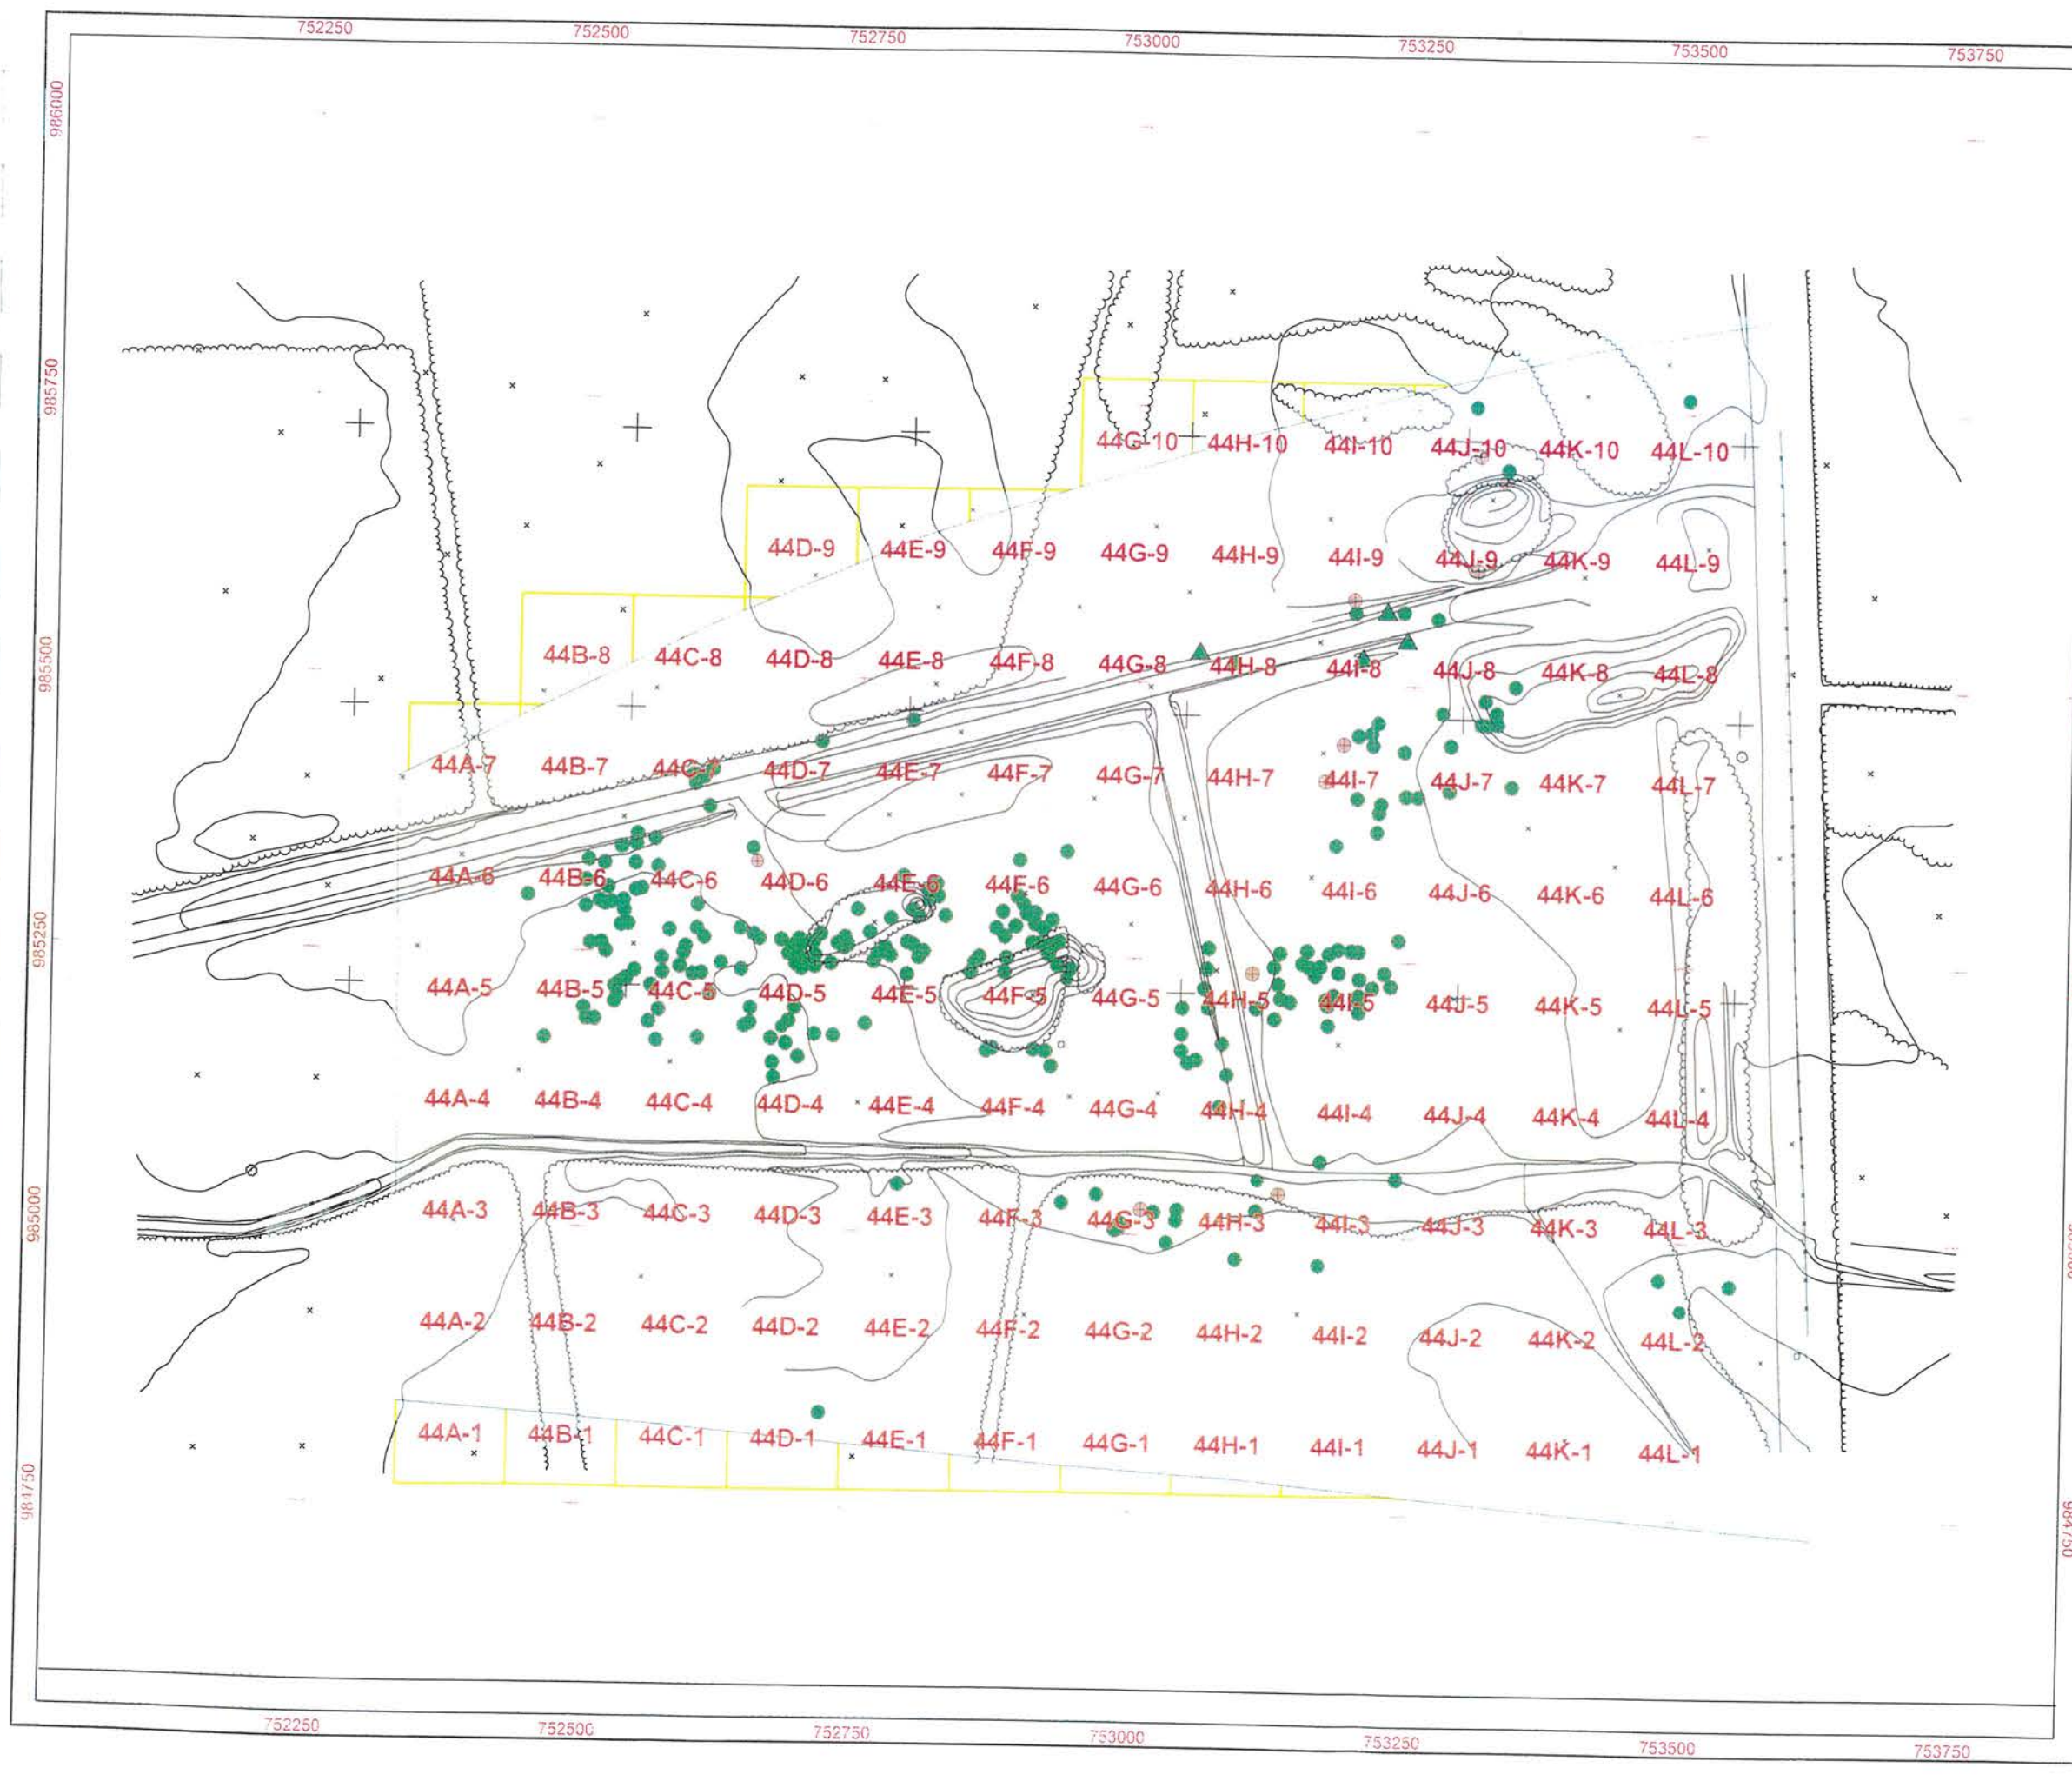 752250 752500 752750 753000 753250 753500 753750
986000
985750
44G-10 44H-10 44I-10 44J-10 44K-10 44L-10
44D-9 44E-9 44F-9 44G-9 44H-9 44I-9 44J-9 44K-9 44L-9
985500
44B-8 44C-8 44D-8 44E-8 44F-8 44G-8 44H-8 44I-8 44J-8 44K-8 44L-8
44A-7 44B-7 44C-7 44D-7 44E-7 44F-7 44G-7 44H-7 44I-7 44J-7 44K-7 44L-7
44A-6 44B-6 44C-6 44D-6 44E-6 44F-6 44G-6 44H-6 44I-6 44J-6 44K-6 44L-6
985250
44A-5 44B-5 44C-5 44D-5 44E-5 44F-5 44G-5 44H-5 44I-5 44J-5 44K-5 44L-5
44A-4 44B-4 44C-4 44D-4 44E-4 44F-4 44G-4 44H-4 44I-4 44J-4 44K-4 44L-4
985000
44A-3 44B-3 44C-3 44D-3 44E-3 44F-3 44G-3 44H-3 44I-3 44J-3 44K-3 44L-3
44A-2 44B-2 44C-2 44D-2 44E-2 44F-2 44G-2 44H-2 44I-2 44J-2 44K-2 44L-2
44A-1 44B-1 44C-1 44D-1 44E-1 44F-1 44G-1 44H-1 44I-1 44J-1 44K-1 44L-1
984750
984750
752250 752500 752750 753000 753250 753500 753750